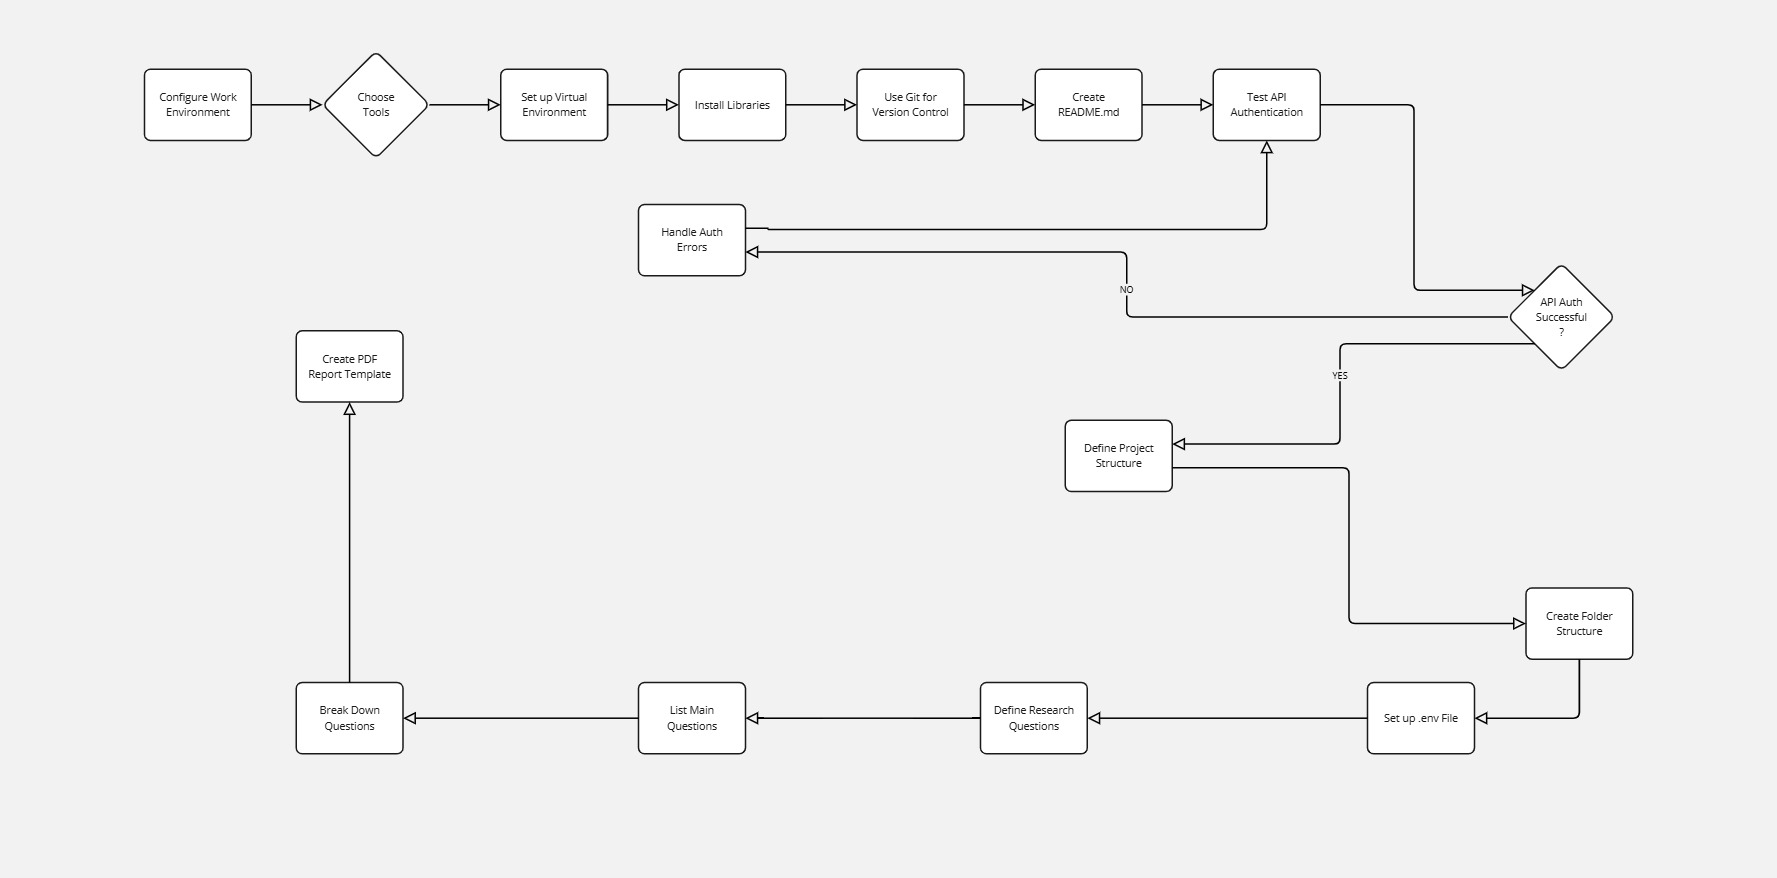 Configure Work
Environment
Choose
Tools
Set up Virtual
Environment
Install Libraries
Use Git for
Version Control
Create
README.md
Test API
Authentication
Handle Auth
Errors
NO
API Auth
Successful
?
YES
Create PDF
Report Template
Define Project
Structure
Create Folder
Structure
Break Down
Questions
List Main
Questions
Define Research
Questions
Set up .env File